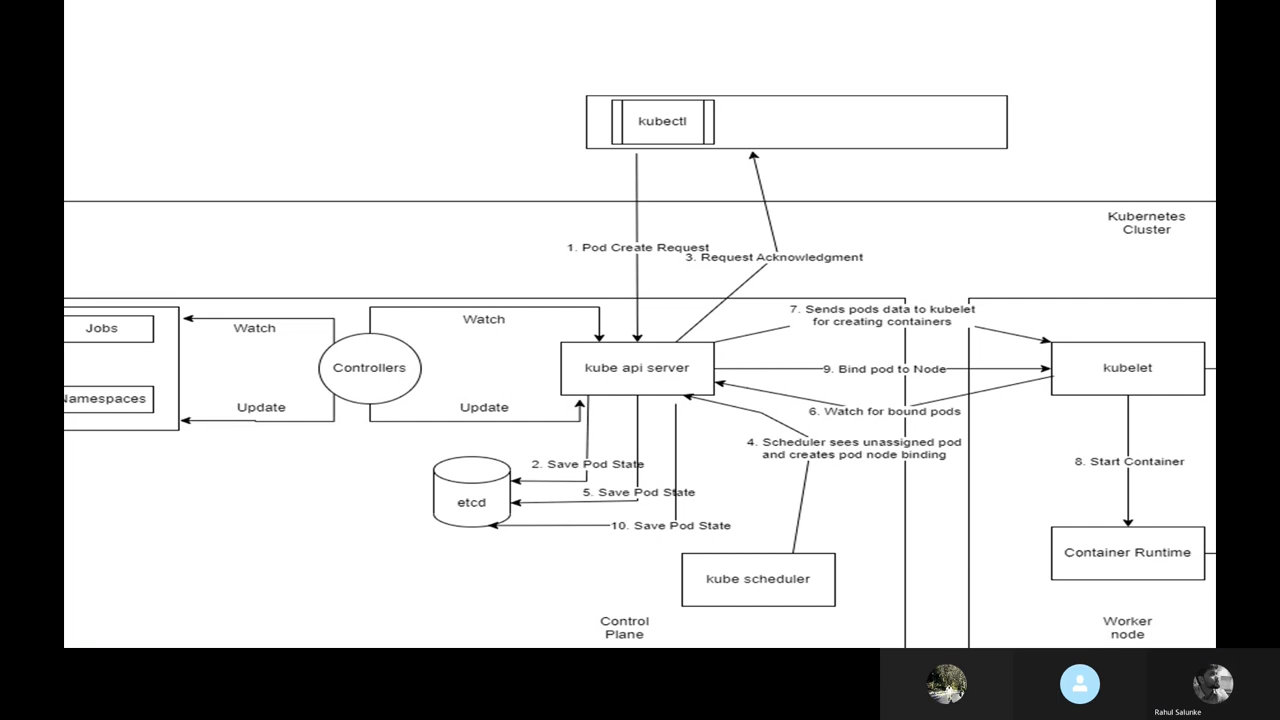 kubectl
Kubernetes
Cluster
1. Pod Create Request
3. Request Acknowledgment
7. Sends pods data to kubelet
for creating containers
Jobs
Watch
Watch
Controllers
kube api server
9. Bind pod to Node
kubelet
Namespaces
Update
Update
6. Watch for bound pods
4. Scheduler sees unassigned pod
and creates pod node binding
2. Save Pod State
8. Start Container
5. Save Pod State
etcd
10. Save Pod State
Container Runtime
kube scheduler
Control
Plane
Worker
node
Rahul Salunke